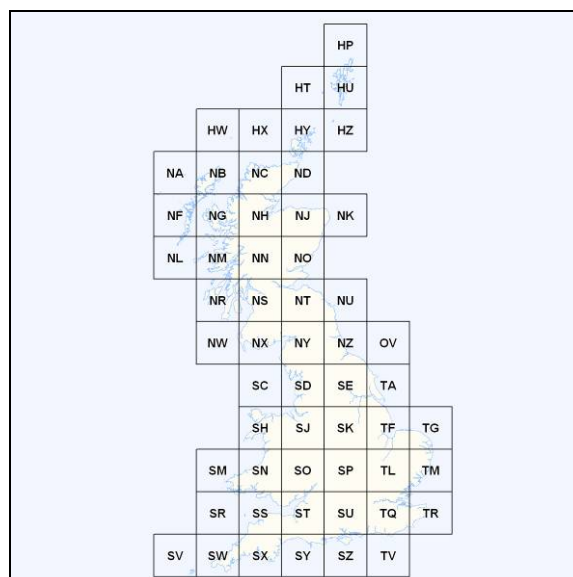 HP
HT HU
HW HX HY HZ
NA NB NC ND
NF NG NH NJ NK
NL NM NN NO
NR NS NT NU
NW NX NY NZ OV
SC SD SE TA
SH SJ SK TF TG
SM SN SO SP TL TM
SR SS ST SU TQ TR
SV SW SX SY SZ TV